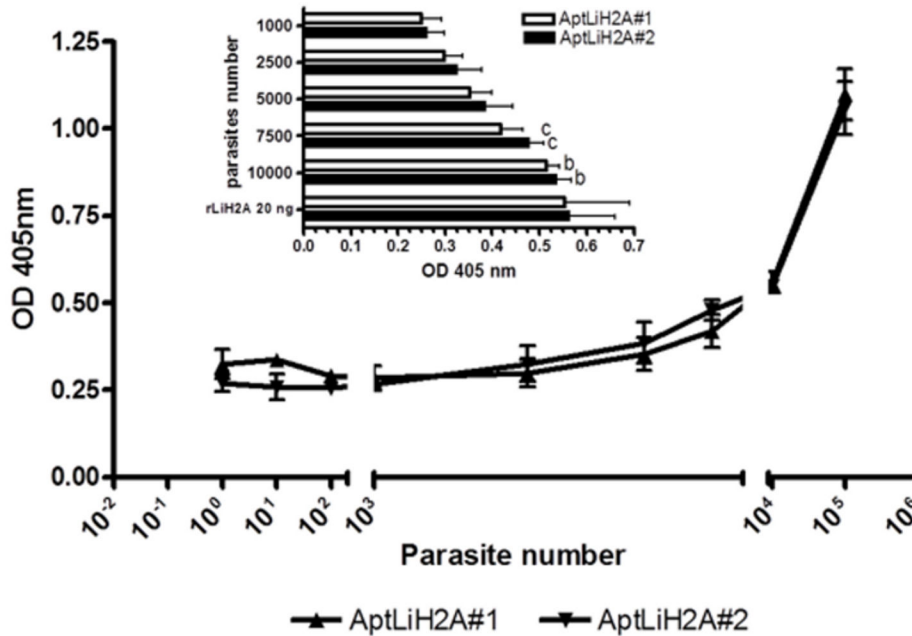 AptLiH2A#1
AptLiH2A#2
parasites number
1000
2500
5000
7500
10000
rLiH2A 20 ng
c
c
b
b
0.0 0.1 0.2 0.3 0.4 0.5 0.6 0.7
OD 405 nm
OD 405nm
1.25
1.00
0.75
0.50
0.25
0.00
10-2 10-1 100 101 102 103 104 105 106
Parasite number
AptLiH2A#1 AptLiH2A#2